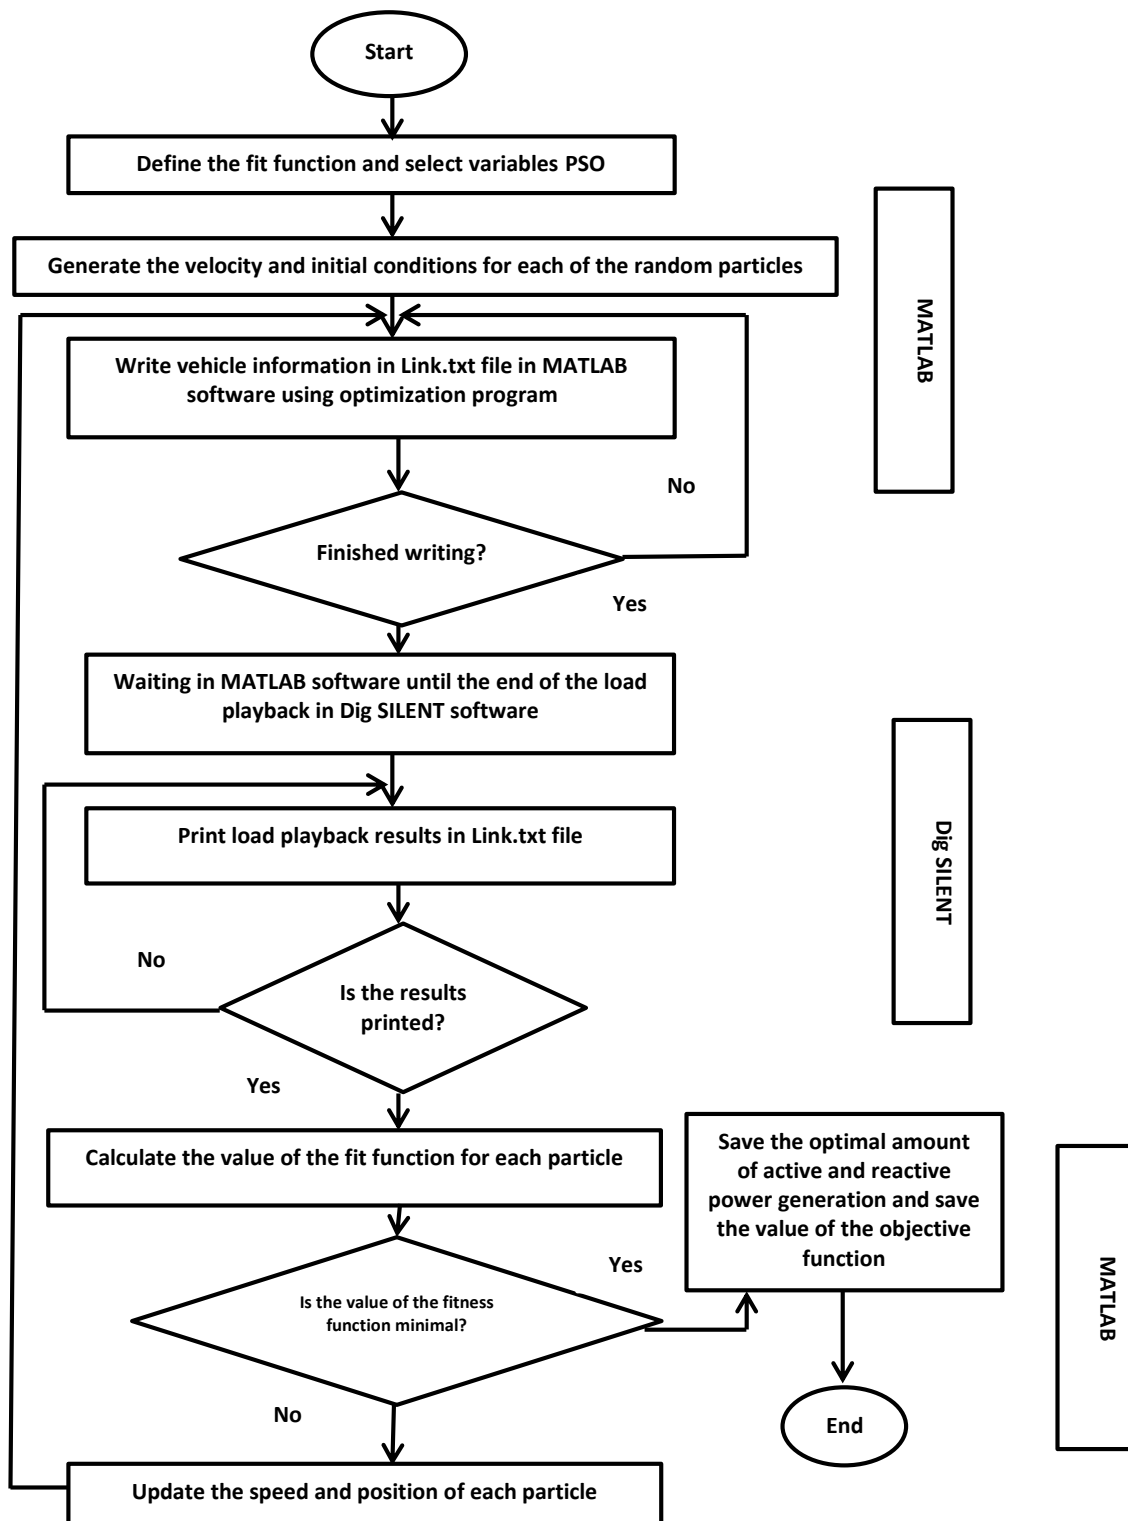 Start
Define the fit function and select variables PSO
Generate the velocity and initial conditions for each of the random particles
MATLAB
Write vehicle information in Link.txt file in MATLAB
software using optimization program
No
Finished writing?
Yes
Waiting in MATLAB software until the end of the load
playback in Dig SILENT software
Dig SILENT
Print load playback results in Link.txt file
No
Is the results
printed?
Yes
Calculate the value of the fit function for each particle
Save the optimal amount
of active and reactive
power generation and save
the value of the objective
function
Yes
Is the value of the fitness
function minimal?
MATLAB
No
End
Update the speed and position of each particle